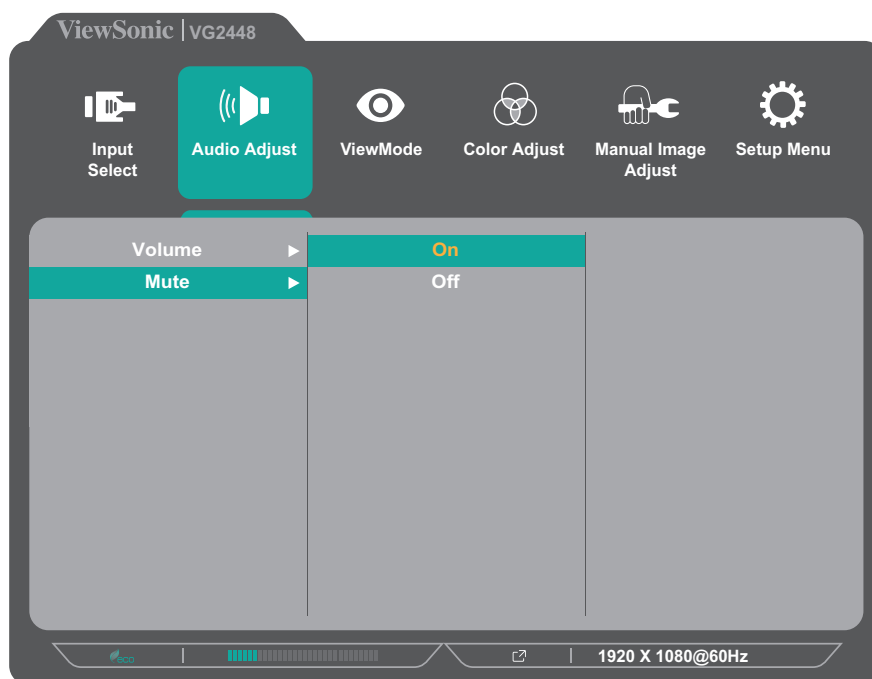 ViewSonic | VG2448
Input
Select
Audio Adjust
ViewMode
Color Adjust
Manual Image
Adjust
Setup Menu
Volume
On
Mute
Off
eco
1920 X 1080@60Hz